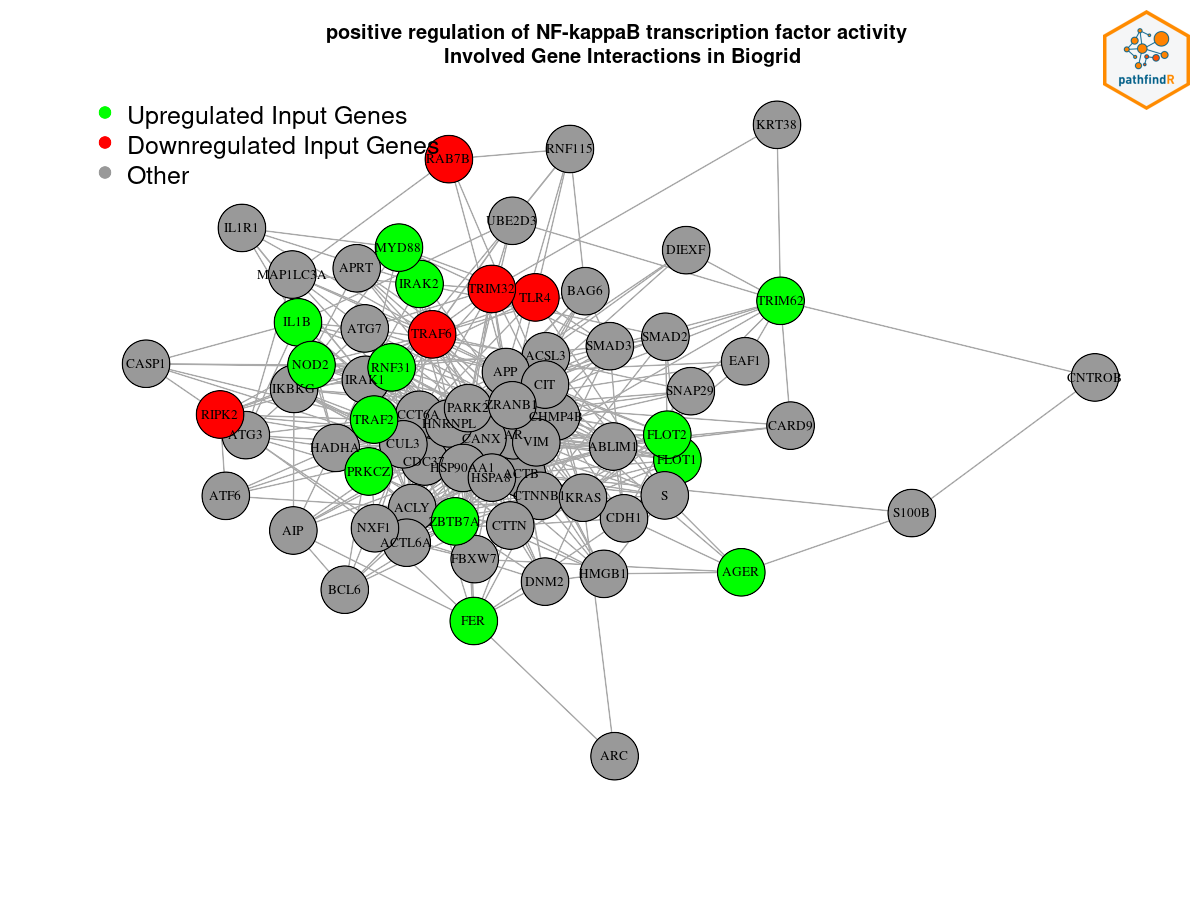 positive regulation of NF-kappaB transcription factor activity
Involved Gene Interactions in Biogrid
pathfindR
Upregulated Input Genes
Downregulated Input Genes
Other
KRT38
RNF115
RAB7B
UBE2D3
IL1R1
MYD88
DIEXF
APRT
MAP1LC3A
IRAK2
TRIM32
TLR4
BAG6
TRIM62
IL1B
ATG7
TRAF6
SMAD2
SMAD3
ACSL3
EAF1
CASP1
NOD2
RNF31
IRAK1
APP
CIT
CNTROB
IKBKG
SNAP29
PARK2
ZRANB1
RIPK2
CCT6A
CHMP4B
TRAF2
HNRNPL
CARD9
ATG3
FLOT2
AR
CANX
VIM
CUL3
HADHA
ABLIM1
FLOT1
CDC37
HSP90AA1
PRKCZ
ACTB
HSPA8
ATF6
CTNNB1
KRAS
S
ACLY
S100B
CDH1
ZBTB7A
CTTN
NXF1
AIP
ACTL6A
FBXW7
AGER
HMGB1
DNM2
BCL6
FER
ARC